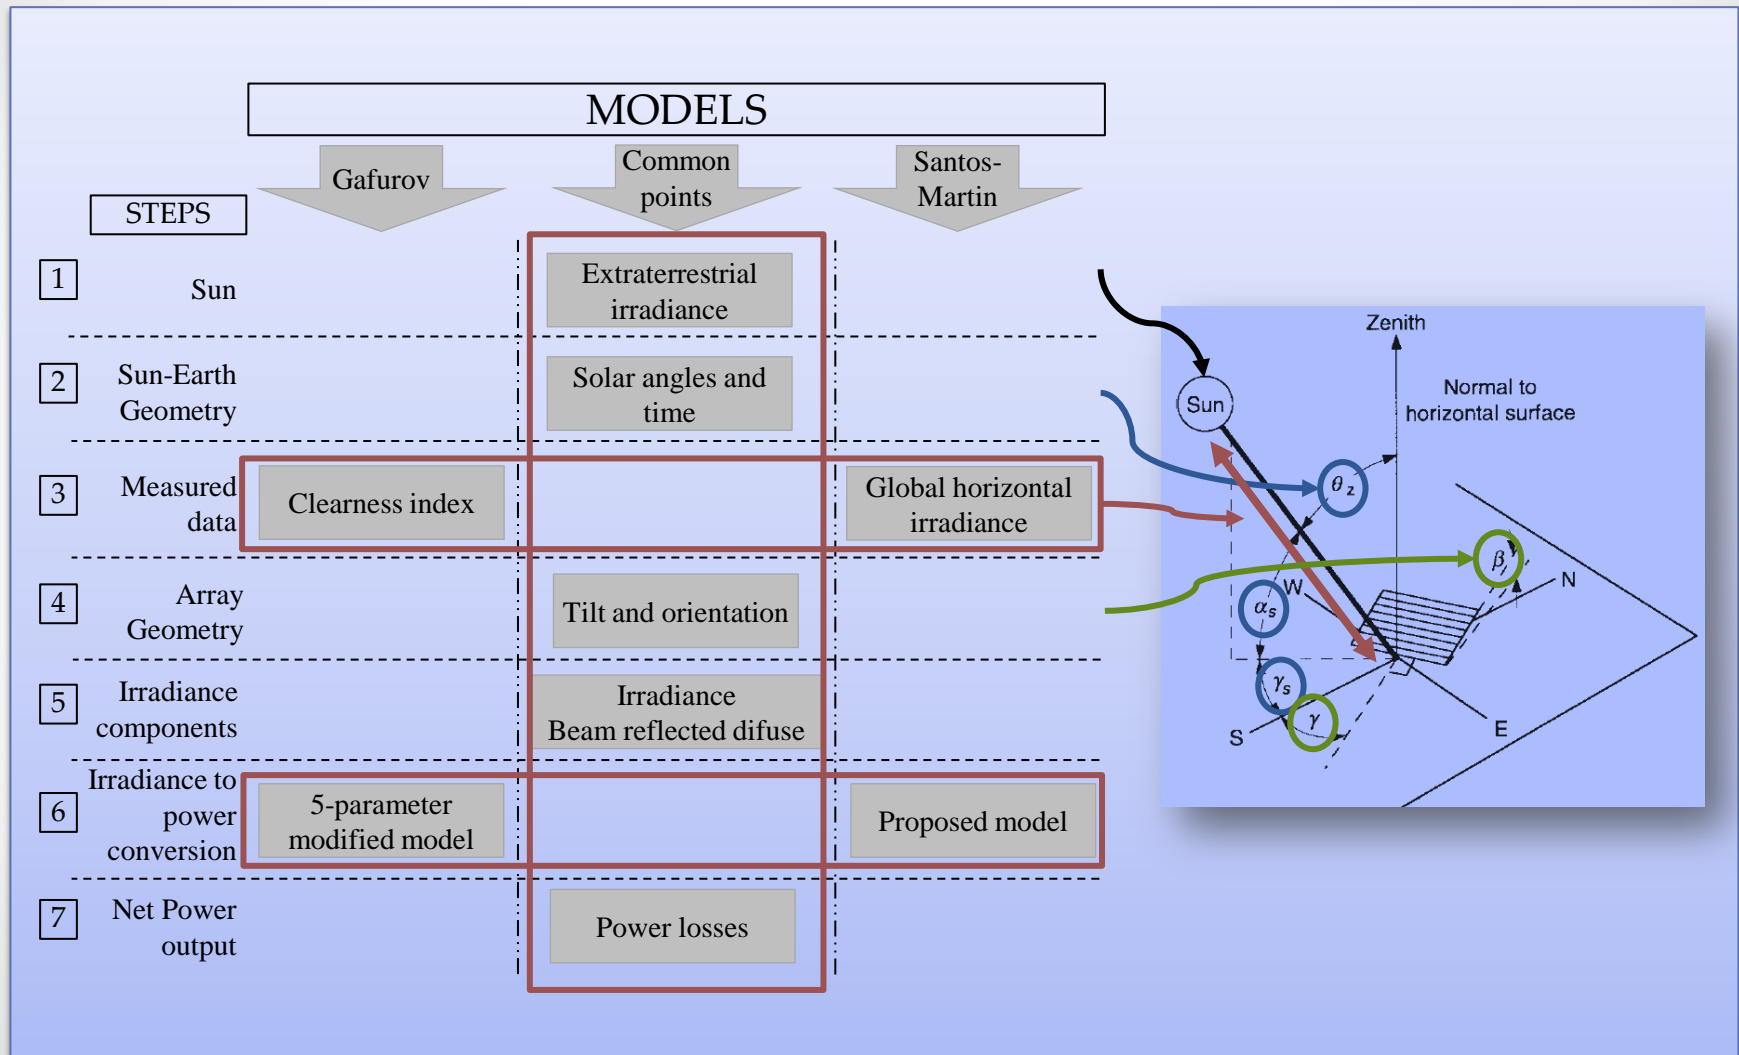 MODELS
Gafurov
Common
points
Santos-
Martin
STEPS
1
Sun
Extraterrestrial
irradiance
2
Sun-Earth
Geometry
Solar angles and
time
3
Measured
data
Clearness index
Global horizontal
irradiance
4
Array
Geometry
Tilt and orientation
5
Irradiance
components
Irradiance
Beam reflected difuse
6
Irradiance to
power
conversion
5-parameter
modified model
Proposed model
7
Net Power
output
Power losses
Zenith
Sun
Normal to
horizontal surface
θz
β
N
W
αs
γs
γ
S
E